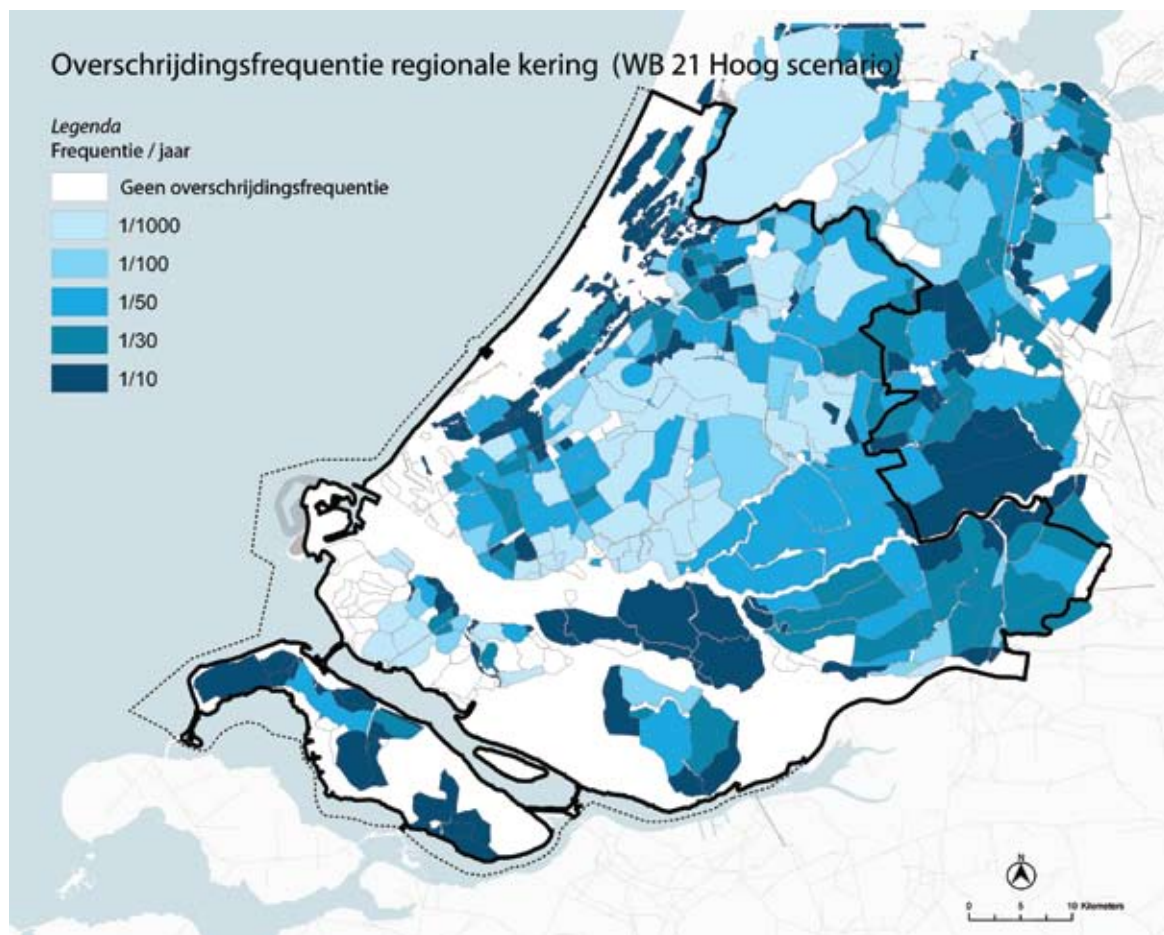 Overschrijdingsfrequentie regionale kering (WB 21 Hoog scenario)
Legenda
Frequentie / jaar
Geen overschrijdingsfrequentie
1/1000
1/100
1/50
1/30
1/10
N
0 5 10 Kilometers